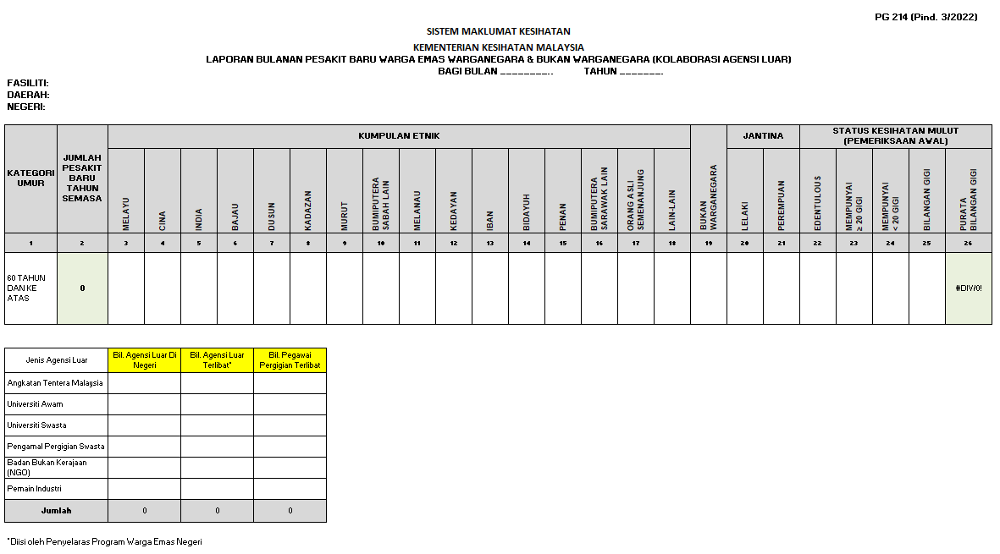 PG 214 (Pind. 3/2022)
SISTEM MAKLUMAT KESIHATAN
KEMENTERIAN KESIHATAN MALAYSIA
LAPORAN BULANAN PESAKIT BARU WARGA EMAS WARGANEGARA & BUKAN WARGANEGARA (KOLABORASI AGENSI LUAR)
BAGI BULAN _________.. TAHUN _______.
FASILITI:
DAERAH:
NEGERI:
KATEGORI
UMUR
JUMLAH
PESAKIT
BARU
TAHUN
SEMASA
KUMPULAN ETNIK
MELAYU
CINA
INDIA
BAJAU
DUSUN
KADAZAN
MURUT
BUMIPUTERA
SABAH LAIN
MELANAU
KEDAYAN
IBAN
BIDAYUH
PENAN
BUMIPUTERA
SARAWAK LAIN
ORANG ASLI
SEMENANJUNG
LAIN-LAIN
BUKAN
WARGANEGARA
JANTINA
LELAKI
PEREMPUAN
STATUS KESIHATAN MULUT
(PEMERIKSAAN AWAL)
EDENTULOUS
MEMPUNYAI
≥ 20 GIGI
MEMPUNYAI
< 20 GIGI
BILANGAN GIGI
PURATA
BILANGAN GIGI
1 2 3 4 5 6 7 8 9 10 11 12 13 14 15 16 17 18 19 20 21 22 23 24 25 26
60 TAHUN
DAN KE
ATAS
0
#DIV/0!
Jenis Agensi Luar
Bil. Agensi Luar Di
Negeri
Bil. Agensi Luar
Terlibat*
Bil. Pegawai
Pergigian Terlibat
Angkatan Tentera Malaysia
Universiti Awam
Universiti Swasta
Pengamal Pergigian Swasta
Badan Bukan Kerajaan
(NGO)
Pemain Industri
Jumlah 0 0 0
*Diisi oleh Penyelaras Program Warga Emas Negeri